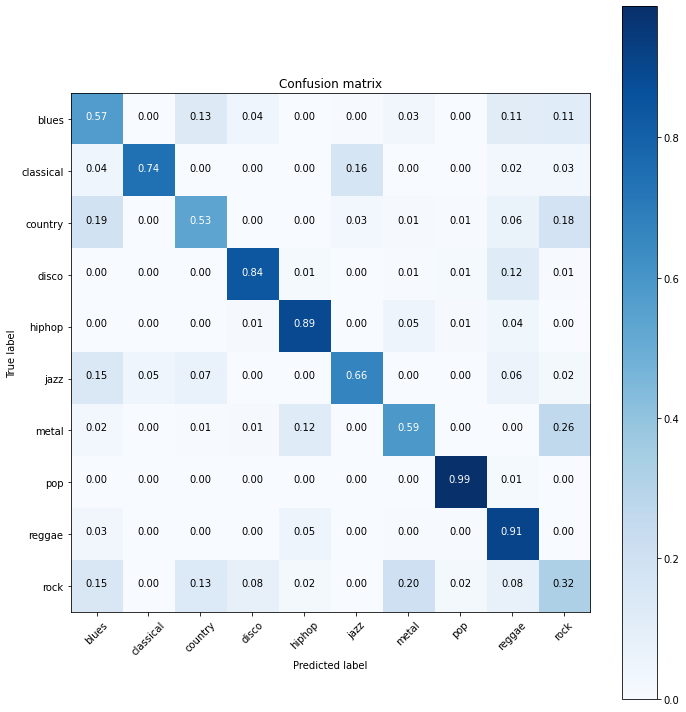 Confusion matrix
blues 0.57 0.00 0.13 0.04 0.00 0.00 0.03 0.00 0.11 0.11
classical 0.04 0.74 0.00 0.00 0.00 0.16 0.00 0.00 0.02 0.03
country 0.19 0.00 0.53 0.00 0.00 0.03 0.01 0.01 0.06 0.18
disco 0.00 0.00 0.00 0.84 0.01 0.00 0.01 0.01 0.12 0.01
hiphop 0.00 0.00 0.00 0.01 0.89 0.00 0.05 0.01 0.04 0.00
jazz 0.15 0.05 0.07 0.00 0.00 0.66 0.00 0.00 0.06 0.02
metal 0.02 0.00 0.01 0.01 0.12 0.00 0.59 0.00 0.00 0.26
pop 0.00 0.00 0.00 0.00 0.00 0.00 0.00 0.99 0.01 0.00
reggae 0.03 0.00 0.00 0.00 0.05 0.00 0.00 0.00 0.91 0.00
rock 0.15 0.00 0.13 0.08 0.02 0.00 0.20 0.02 0.08 0.32
blues classical country disco hiphop jazz metal pop reggae rock
Predicted label
True label
0.8
0.6
0.4
0.2
0.0